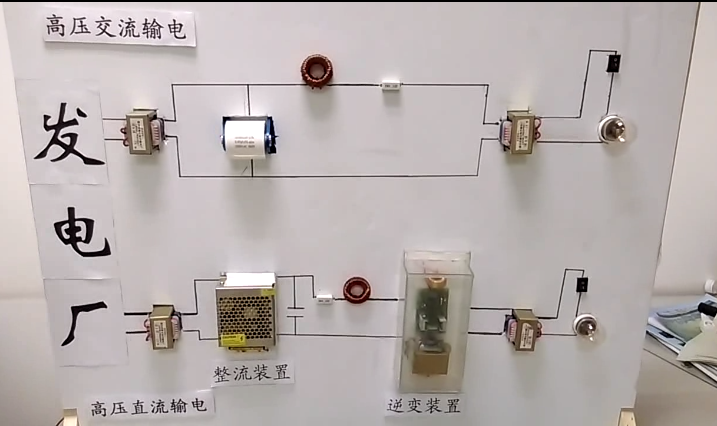 高压交流输电
发
电
厂
整流装置
高压直流输电
逆变装置